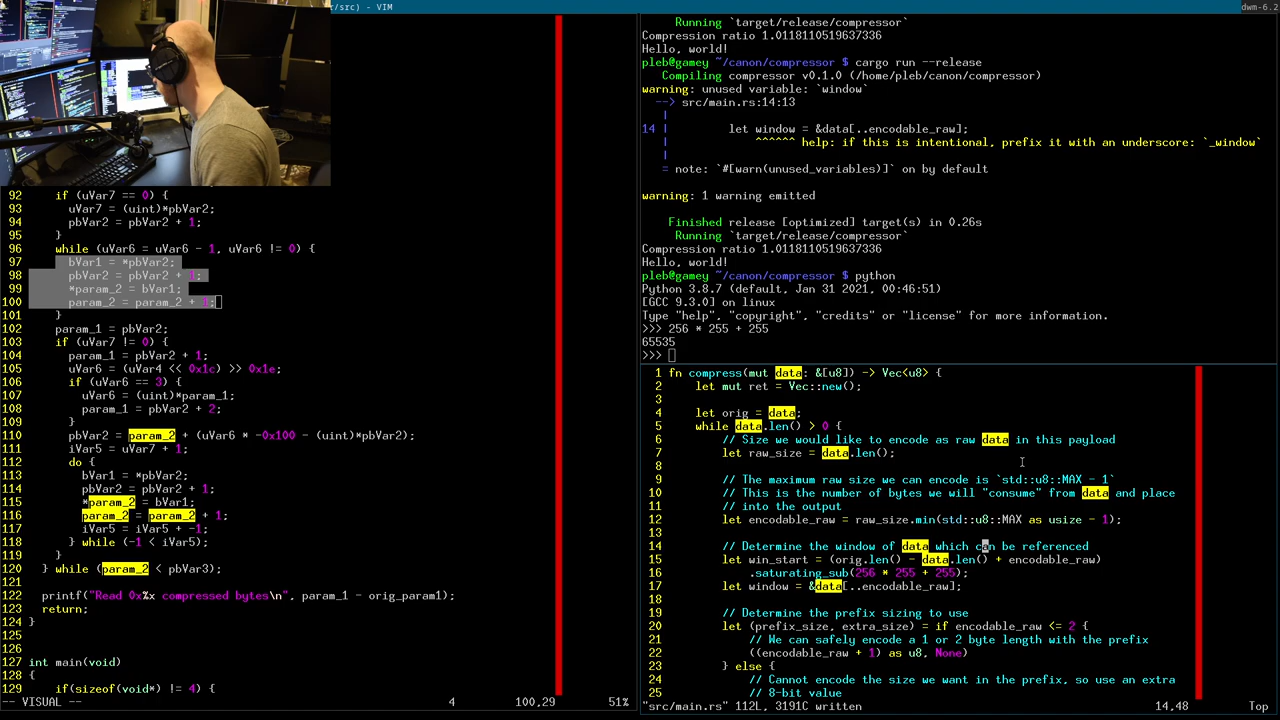 /src) - VIM
dwm-6.2
92     if (uVar7 == 0) {
93       uVar7 = (uint)*pbVar2;
94       pbVar2 = pbVar2 + 1;
95     }
96     while (uVar6 = uVar6 - 1, uVar6 != 0) {
97       bVar1 = *pbVar2;
98       pbVar2 = pbVar2 + 1;
99       *param_2 = bVar1;
100       param_2 = param_2 + 1;
101     }
102     param_1 = pbVar2;
103     if (uVar7 != 0) {
104       param_1 = pbVar2 + 1;
105       uVar6 = (uVar4 << 0x1c) >> 0x1e;
106       if (uVar6 == 3) {
107         uVar6 = (uint)*param_1;
108         param_1 = pbVar2 + 2;
109       }
110       pbVar2 = param_2 + (uVar6 * -0x100 - (uint)*pbVar2);
111       iVar5 = uVar7 + 1;
112       do {
113         bVar1 = *pbVar2;
114         pbVar2 = pbVar2 + 1;
115         *param_2 = bVar1;
116         param_2 = param_2 + 1;
117         iVar5 = iVar5 + -1;
118       } while (-1 < iVar5);
119     }
120   } while (param_2 < pbVar3);
121
122   printf("Read 0x%x compressed bytes\n", param_1 - orig_param1);
123   return;
124 }
125
126
127 int main(void)
128 {
129     if(sizeof(void*) != 4) {
-- VISUAL --     4     100,29     51%
Running `target/release/compressor`
Compression ratio 1.0118110519637336
Hello, world!
pleb@gamey ~/canon/compressor $ cargo run --release
Compiling compressor v0.1.0 (/home/pleb/canon/compressor)
warning: unused variable: `window`
--> src/main.rs:14:13
|
14 |         let window = &data[..encodable_raw];
|             ^^^^^^ help: if this is intentional, prefix it with an underscore: `_window`
|
= note: `#[warn(unused_variables)]` on by default
warning: 1 warning emitted
Finished release [optimized] target(s) in 0.26s
Running `target/release/compressor`
Compression ratio 1.0118110519637336
Hello, world!
pleb@gamey ~/canon/compressor $ python
Python 3.8.7 (default, Jan 31 2021, 00:46:51)
[GCC 9.3.0] on linux
Type "help", "copyright", "credits" or "license" for more information.
>>> 256 * 255 + 255
65535
>>>
1 fn compress(mut data: &[u8]) -> Vec<u8> {
2     let mut ret = Vec::new();
3
4     let orig = data;
5     while data.len() > 0 {
6         // Size we would like to encode as raw data in this payload
7         let raw_size = data.len();
8
9         // The maximum raw size we can encode is `std::u8::MAX - 1`
10         // This is the number of bytes we will "consume" from data and place
11         // into the output
12         let encodable_raw = raw_size.min(std::u8::MAX as usize - 1);
13
14         // Determine the window of data which can be referenced
15         let win_start = (orig.len() - data.len() + encodable_raw)
16             .saturating_sub(256 * 255 + 255);
17         let window = &data[..encodable_raw];
18
19         // Determine the prefix sizing to use
20         let (prefix_size, extra_size) = if encodable_raw <= 2 {
21             // We can safely encode a 1 or 2 byte length with the prefix
22             ((encodable_raw + 1) as u8, None)
23         } else {
24             // Cannot encode the size we want in the prefix, so use an extra
25             // 8-bit value
"src/main.rs" 112L, 3191C written     14,48     Top